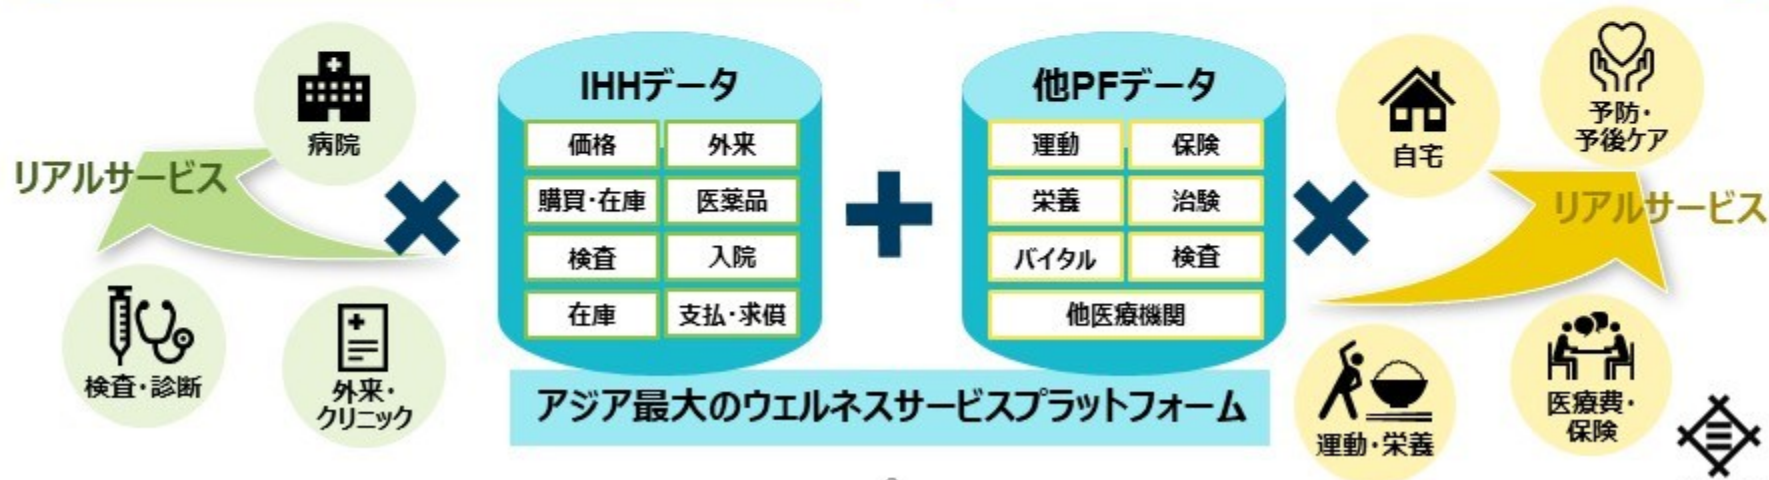 病院
リアルサービス
検査・診断
外来・
クリニック
IHHデータ
価格 外来
購買・在庫 医薬品
検査 入院
在庫 支払・求償
他PFデータ
運動 保険
栄養 治験
バイタル 検査
他医療機関
アジア最大のウェルネスサービスプラットフォーム
自宅
予防・
予後ケア
リアルサービス
運動・栄養
医療費・
保険